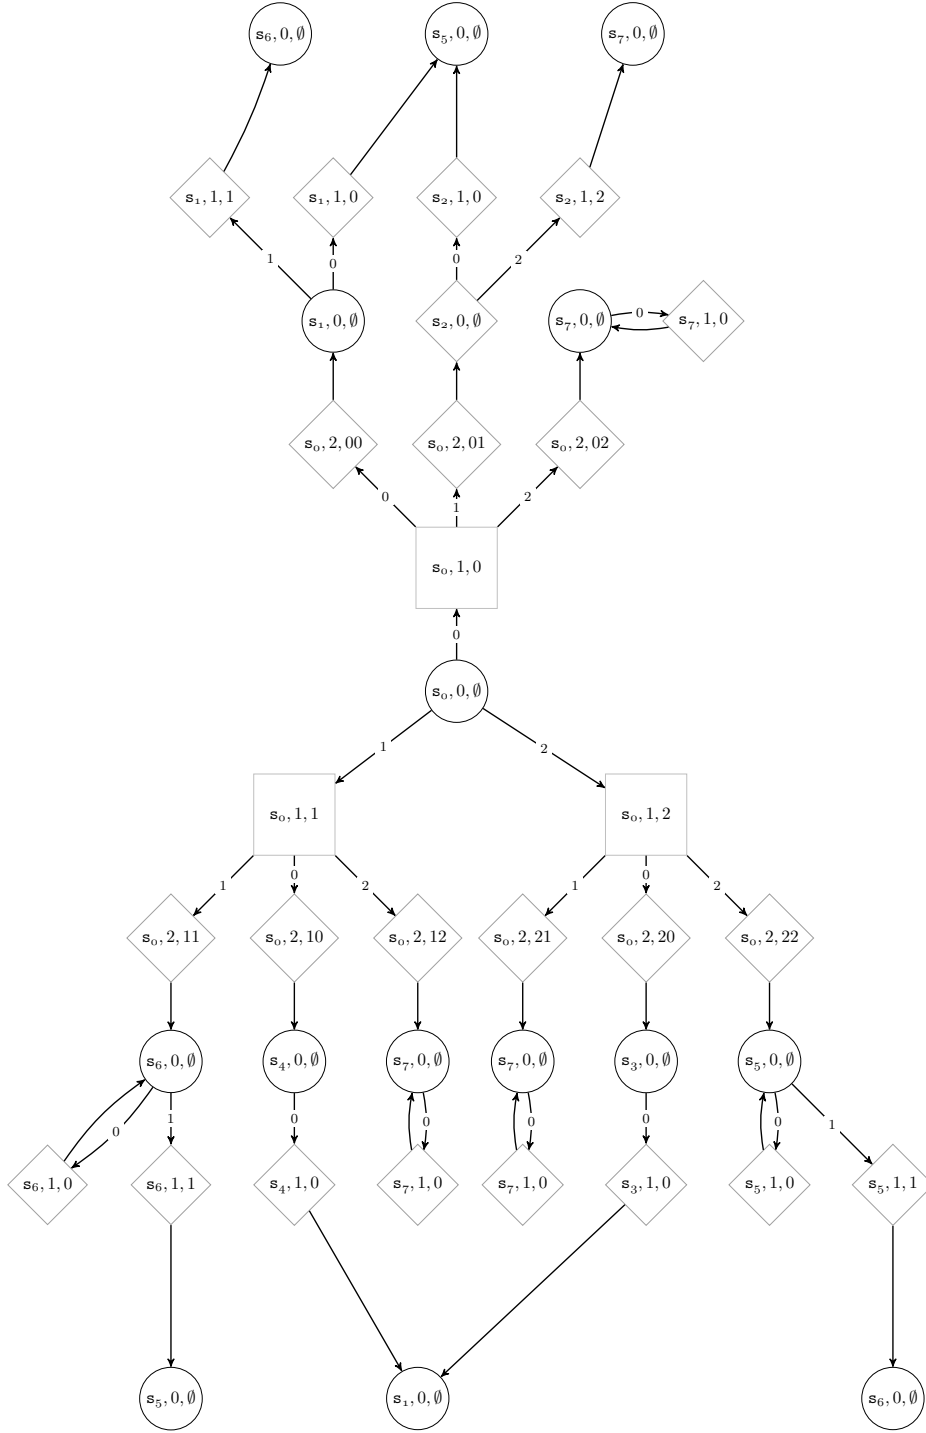 s₆, 0, ∅ s₅, 0, ∅ s₇, 0, ∅
s₁, 1, 1 s₁, 1, 0 s₂, 1, 0 s₂, 1, 2
1 0 0 2
s₁, 0, ∅ s₂, 0, ∅ s₇, 0, ∅ 0 s₇, 1, 0
s₀, 2, 00 s₀, 2, 01 s₀, 2, 02
0 1 2
s₀, 1, 0
0
s₀, 0, ∅
1 2
s₀, 1, 1 s₀, 1, 2
1 0 2 1 0 2
s₀, 2, 11 s₀, 2, 10 s₀, 2, 12 s₀, 2, 21 s₀, 2, 20 s₀, 2, 22
s₆, 0, ∅ s₄, 0, ∅ s₇, 0, ∅ s₇, 0, ∅ s₃, 0, ∅ s₅, 0, ∅
0 1 0 0 0 0 0 1
s₆, 1, 0 s₆, 1, 1 s₄, 1, 0 s₇, 1, 0 s₇, 1, 0 s₃, 1, 0 s₅, 1, 0 s₅, 1, 1
s₅, 0, ∅ s₁, 0, ∅ s₆, 0, ∅